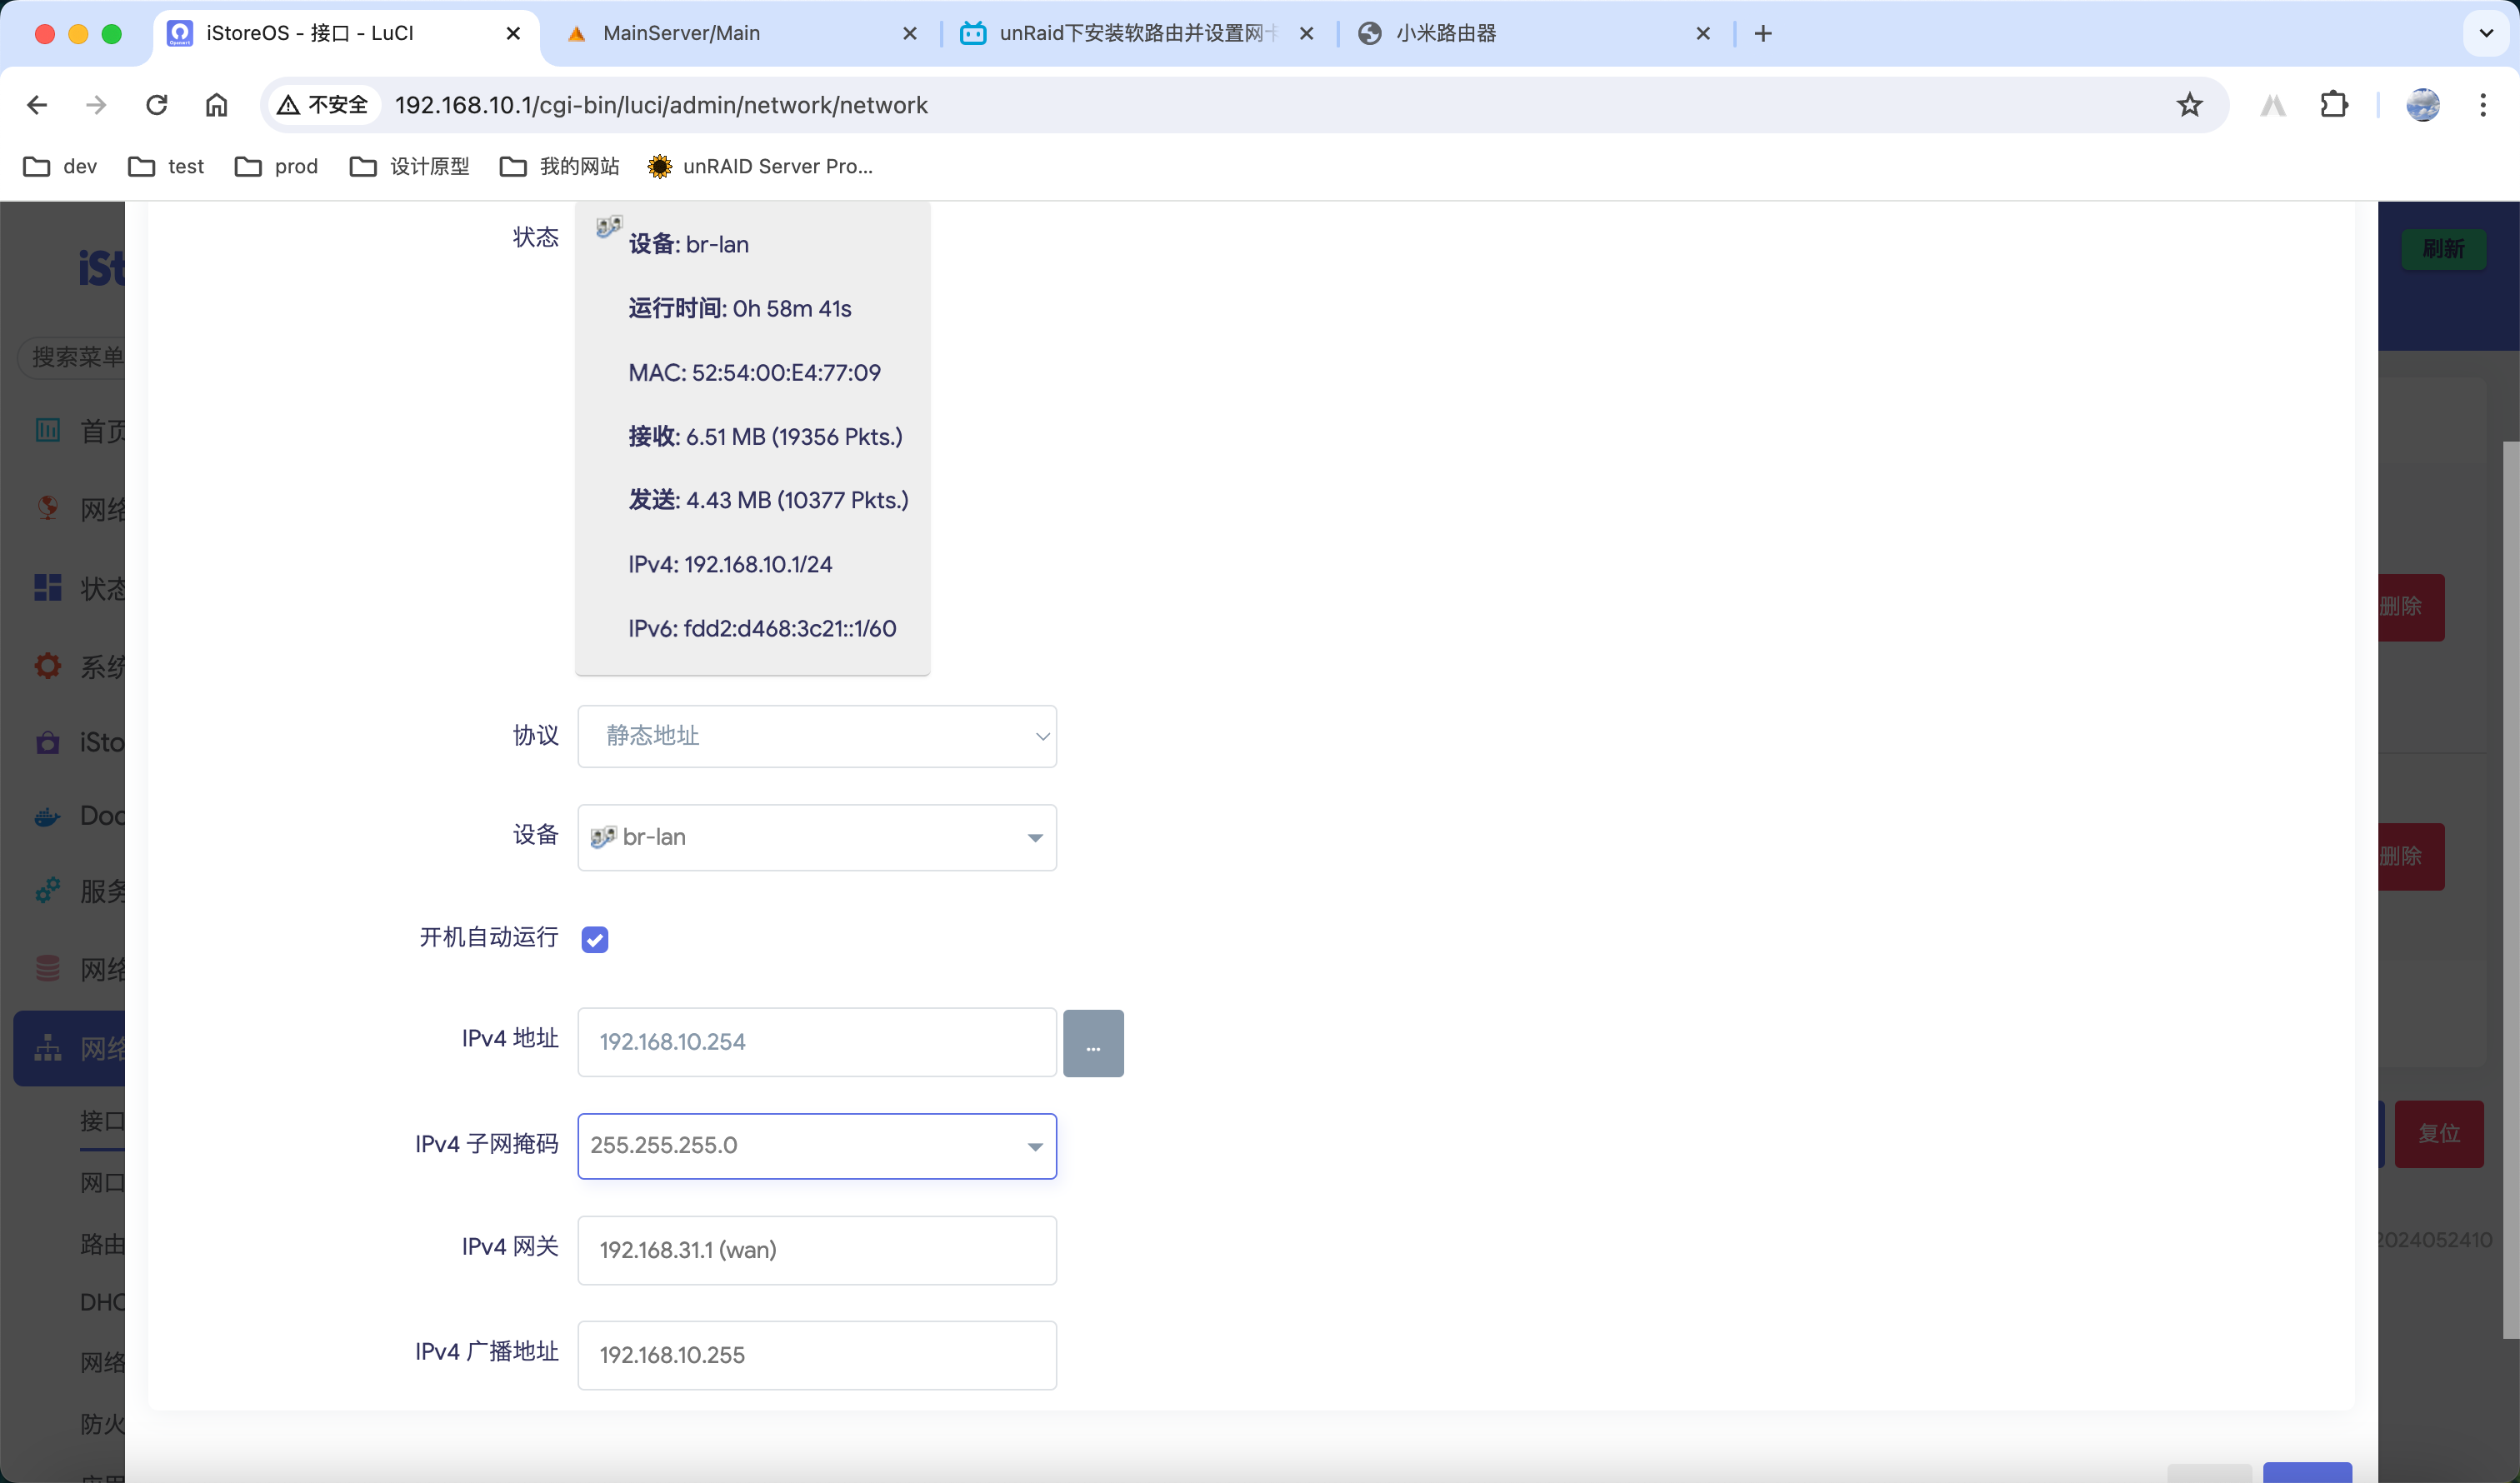 iStoreOS - 接口 - LuCI
MainServer/Main
unRaid下安装软路由并设置网卡
小米路由器
不安全
192.168.10.1/cgi-bin/luci/admin/network/network
dev
test
prod
设计原型
我的网站
unRAID Server Pro...
iSt
刷新
搜索菜单
首页
网络
状态
系统
iSto
Doc
服务
网络
网络
接口
网口
路由
DHC
网络
防火
状态
设备: br-lan
运行时间: 0h 58m 41s
MAC: 52:54:00:E4:77:09
接收: 6.51 MB (19356 Pkts.)
发送: 4.43 MB (10377 Pkts.)
IPv4: 192.168.10.1/24
IPv6: fdd2:d468:3c21::1/60
协议
静态地址
设备
br-lan
开机自动运行
IPv4 地址
192.168.10.254
...
IPv4 子网掩码
255.255.255.0
IPv4 网关
192.168.31.1 (wan)
IPv4 广播地址
192.168.10.255
删除
删除
复位
2024052410